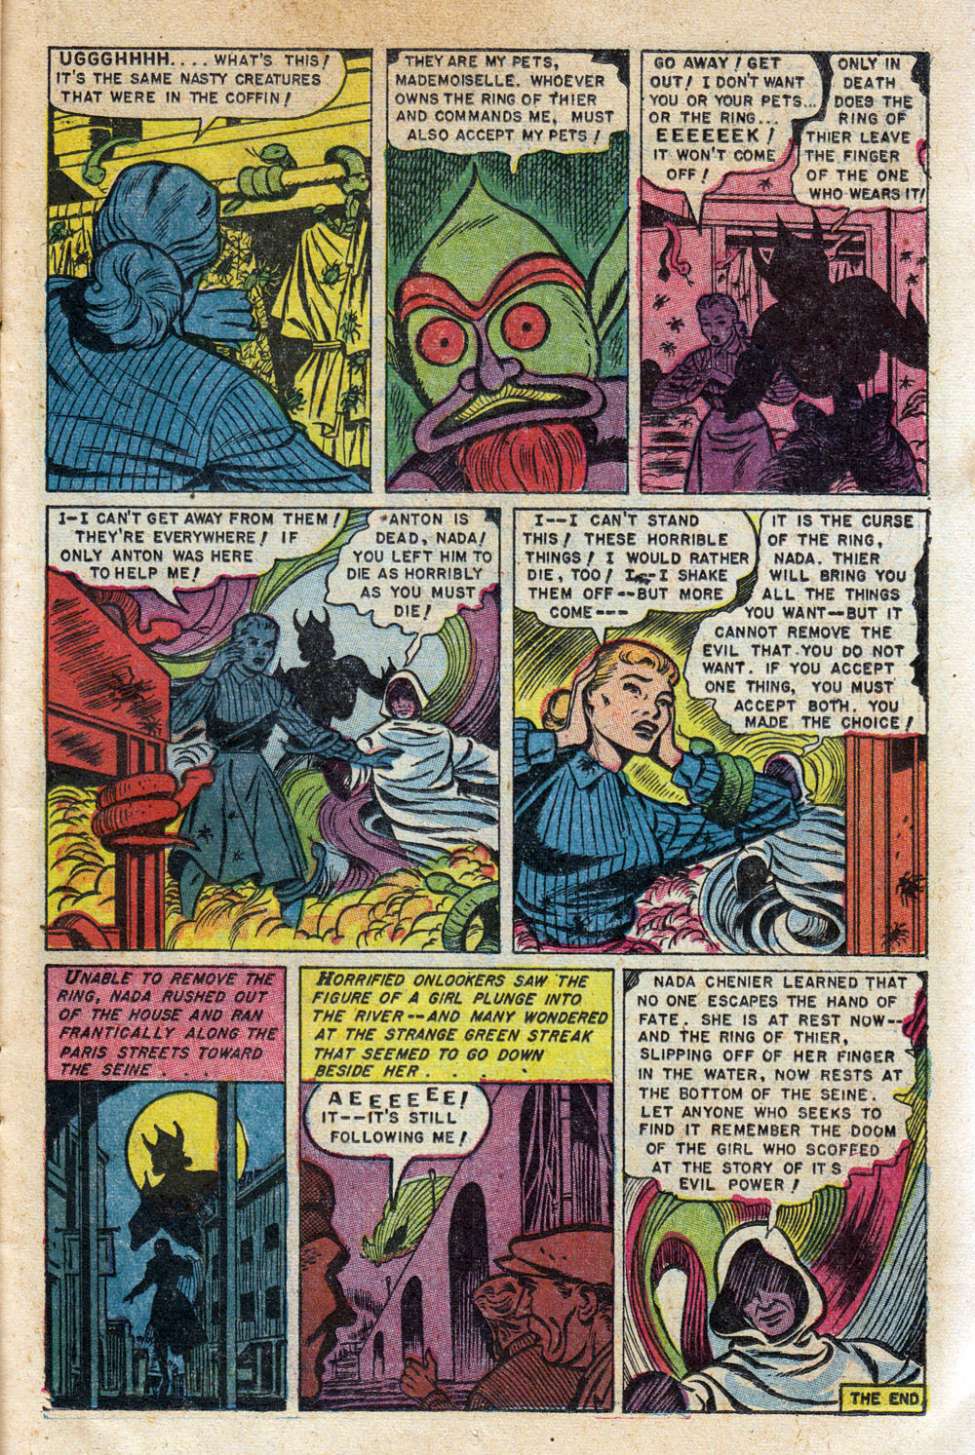 UGGGHHHH.... WHAT'S THIS!
IT'S THE SAME NASTY CREATURES
THAT WERE IN THE COFFIN!
THEY ARE MY PETS,
MADEMOISELLE. WHOEVER
OWNS THE RING OF THIER
AND COMMANDS ME, MUST
ALSO ACCEPT MY PETS!
GO AWAY! GET
OUT! I DON'T WANT
YOU OR YOUR PETS...
OR THE RING...
EEEEEEK!
IT WON'T COME
OFF!
ONLY IN
DEATH
DOES THE
RING OF
THIER LEAVE
THE FINGER
OF THE ONE
WHO WEARS IT!
I-I CAN'T GET AWAY FROM THEM!
THEY'RE EVERYWHERE! IF
ONLY ANTON WAS HERE
TO HELP ME!
ANTON IS
DEAD, NADA!
YOU LEFT HIM TO
DIE AS HORRIBLY
AS YOU MUST
DIE!
I--I CAN'T STAND
THIS! THESE HORRIBLE
THINGS! I WOULD RATHER
DIE, TOO! I--I SHAKE
THEM OFF--BUT MORE
COME---
IT IS THE CURSE
OF THE RING,
NADA. THIER
WILL BRING YOU
ALL THE THINGS
YOU WANT--BUT IT
CANNOT REMOVE THE
EVIL THAT YOU DO NOT
WANT. IF YOU ACCEPT
ONE THING, YOU MUST
ACCEPT BOTH. YOU
MADE THE CHOICE!
UNABLE TO REMOVE THE
RING, NADA RUSHED OUT
OF THE HOUSE AND RAN
FRANTICALLY ALONG THE
PARIS STREETS TOWARD
THE SEINE . . .
HORRIFIED ONLOOKERS SAW THE
FIGURE OF A GIRL PLUNGE INTO
THE RIVER--AND MANY WONDERED
AT THE STRANGE GREEN STREAK
THAT SEEMED TO GO DOWN
BESIDE HER . . . .
AEEEEEE!
IT--IT'S STILL
FOLLOWING ME!
NADA CHENIER LEARNED THAT
NO ONE ESCAPES THE HAND OF
FATE. SHE IS AT REST NOW--
AND THE RING OF THIER,
SLIPPING OFF OF HER FINGER
IN THE WATER, NOW RESTS AT
THE BOTTOM OF THE SEINE.
LET ANYONE WHO SEEKS TO
FIND IT REMEMBER THE DOOM
OF THE GIRL WHO SCOFFED
AT THE STORY OF ITS
EVIL POWER!
THE END